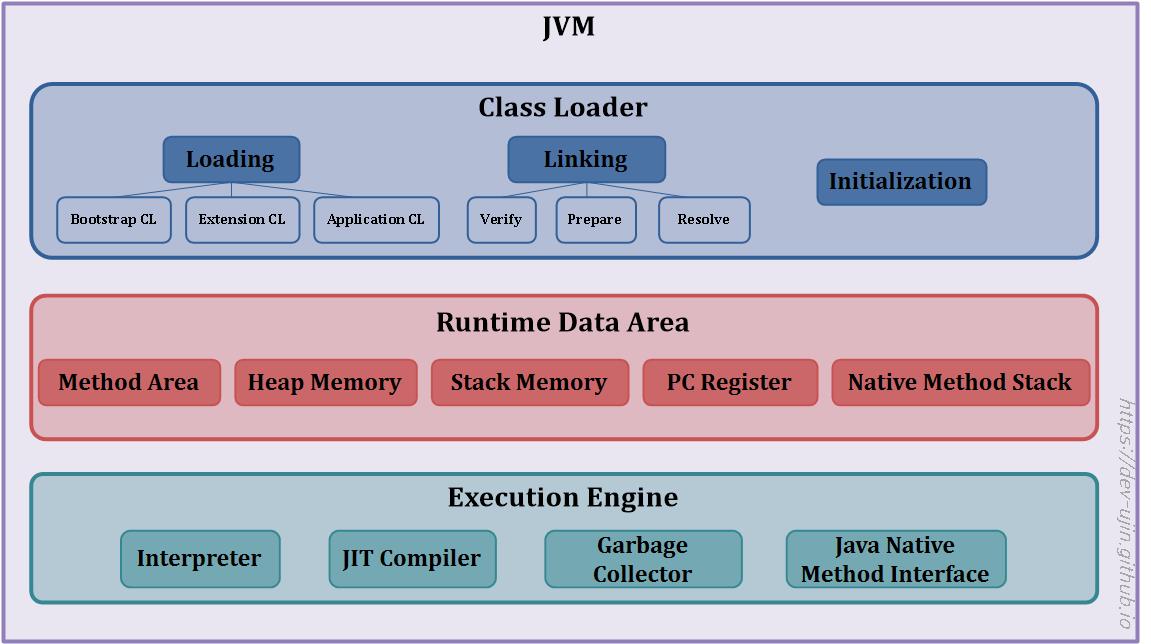 JVM
Class Loader
Loading
Linking
Initialization
Bootstrap CL
Extension CL
Application CL
Verify
Prepare
Resolve
Runtime Data Area
Method Area
Heap Memory
Stack Memory
PC Register
Native Method Stack
Execution Engine
Interpreter
JIT Compiler
Garbage
Collector
Java Native
Method Interface
https://dev-ujin.github.io